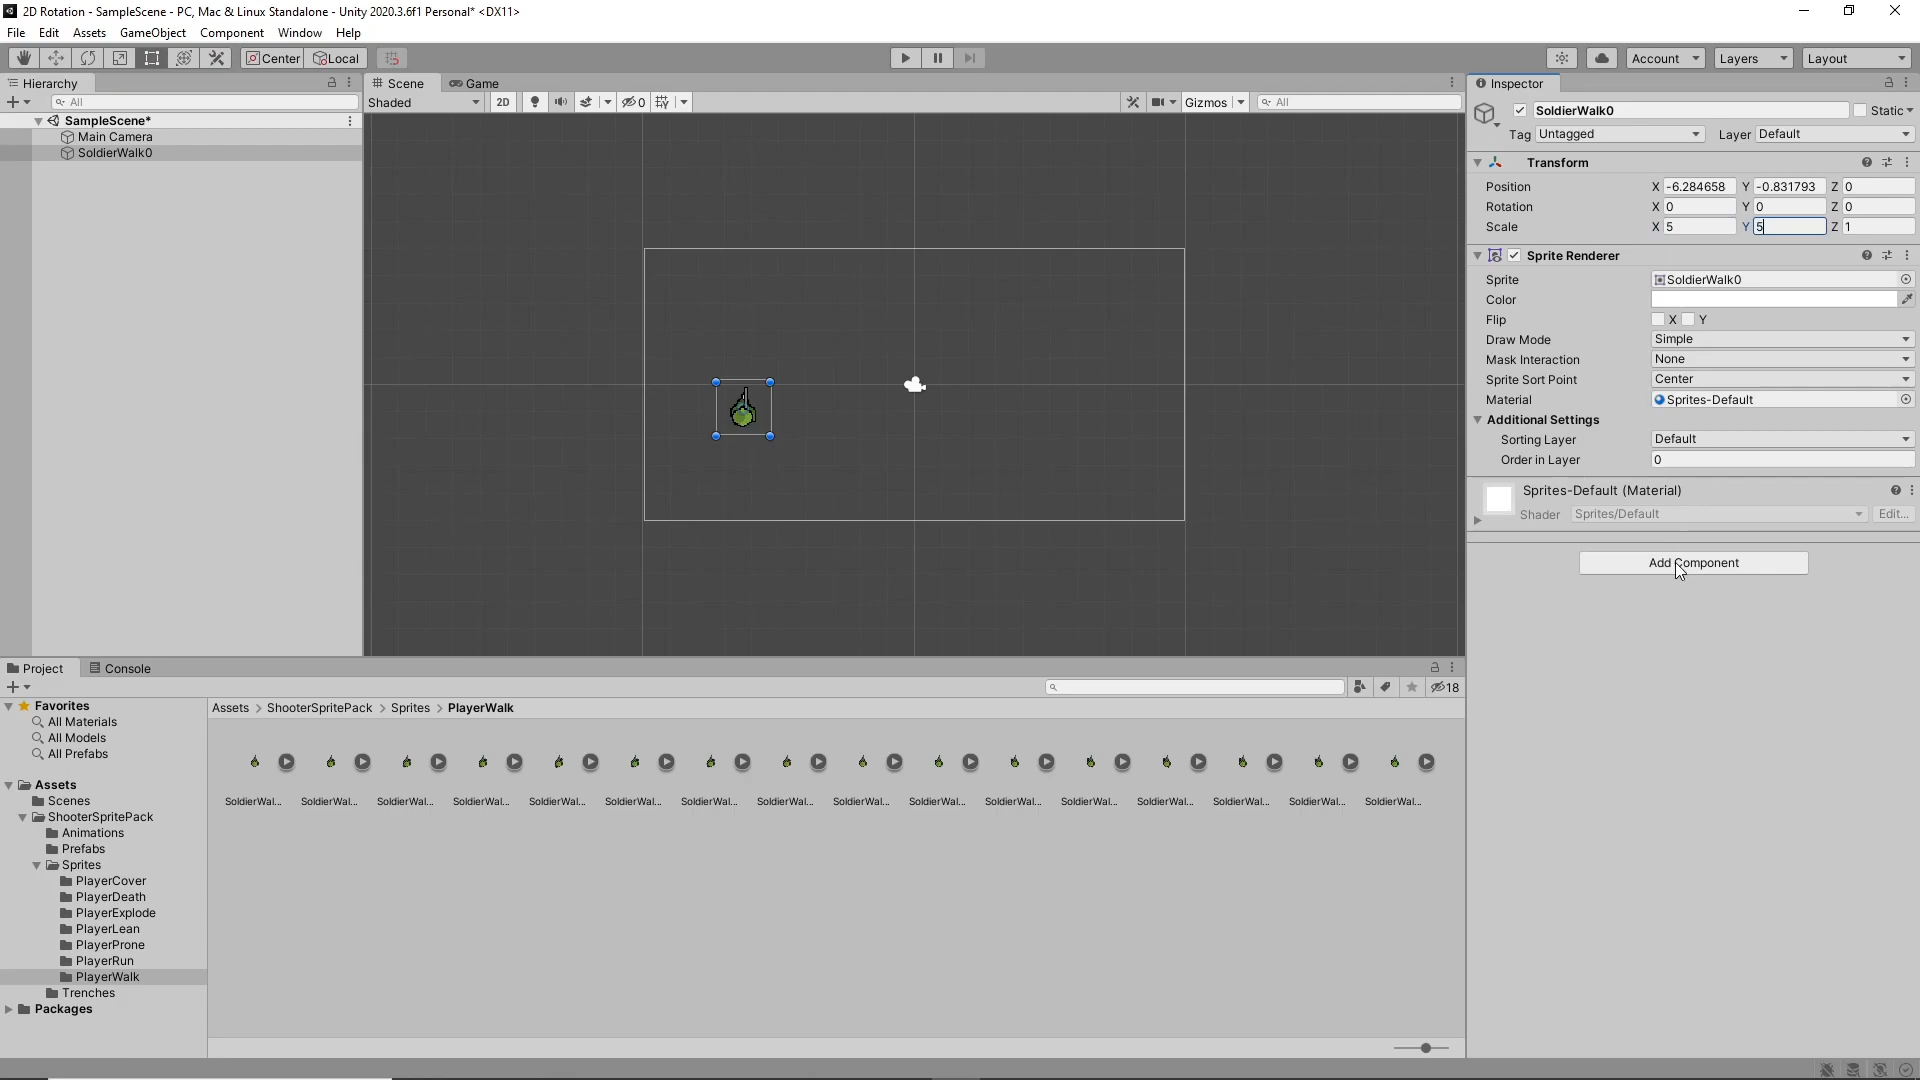 2D Rotation - SampleScene - PC, Mac & Linux Standalone - Unity 2020.3.6f1 Personal* <DX11>
File Edit Assets GameObject Component Window Help
Center Local Account Layers Layout
Hierarchy
All
SampleScene*
Main Camera
SoldierWalk0
Scene Game
Shaded 2D 0 Gizmos All
Inspector
SoldierWalk0 Static
Tag Untagged Layer Default
Transform
Position X -6.284658 Y -0.831793 Z 0
Rotation X 0 Y 0 Z 0
Scale X 5 Y 5 Z 1
Sprite Renderer
Sprite SoldierWalk0
Color
Flip X Y
Draw Mode Simple
Mask Interaction None
Sprite Sort Point Center
Material Sprites-Default
Additional Settings
Sorting Layer Default
Order in Layer 0
Sprites-Default (Material)
Shader Sprites/Default Edit...
Add Component
Project Console
18
Favorites
All Materials
All Models
All Prefabs
Assets
Scenes
ShooterSpritePack
Animations
Prefabs
Sprites
PlayerCover
PlayerDeath
PlayerExplode
PlayerLean
PlayerProne
PlayerRun
PlayerWalk
Trenches
Packages
Assets > ShooterSpritePack > Sprites > PlayerWalk
SoldierWal... SoldierWal... SoldierWal... SoldierWal... SoldierWal... SoldierWal... SoldierWal... SoldierWal... SoldierWal... SoldierWal... SoldierWal... SoldierWal... SoldierWal... SoldierWal... SoldierWal... SoldierWal...